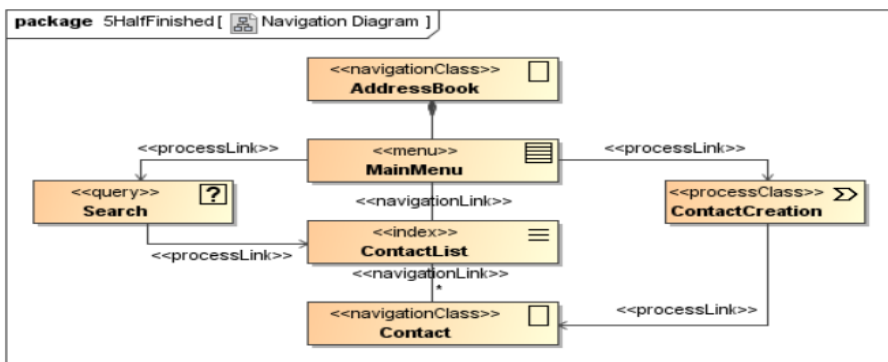 package 5HalfFinished [ Navigation Diagram ]
<<navigationClass>>
AddressBook
<<processLink>>
<<menu>>
MainMenu
<<processLink>>
<<query>>
Search
?
<<navigationLink>>
<<processClass>>
ContactCreation
<<processLink>>
<<index>>
ContactList
<<navigationLink>>
*
<<navigationClass>>
Contact
<<processLink>>